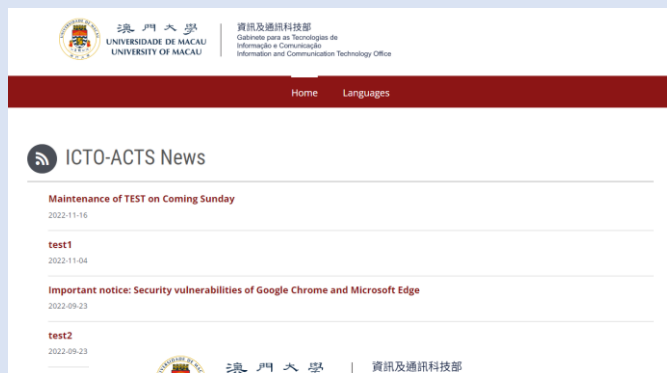 澳門大學
UNIVERSIDADE DE MACAU
UNIVERSITY OF MACAU
資訊及通訊科技部
Gabinete para as Tecnologias de
Informação e Comunicação
Information and Communication Technology Office
Home Languages
ICTO-ACTS News
Maintenance of TEST on Coming Sunday
2022-11-16
test1
2022-11-04
Important notice: Security vulnerabilities of Google Chrome and Microsoft Edge
2022-09-23
test2
2022-09-23
澳門大學
資訊及通訊科技部